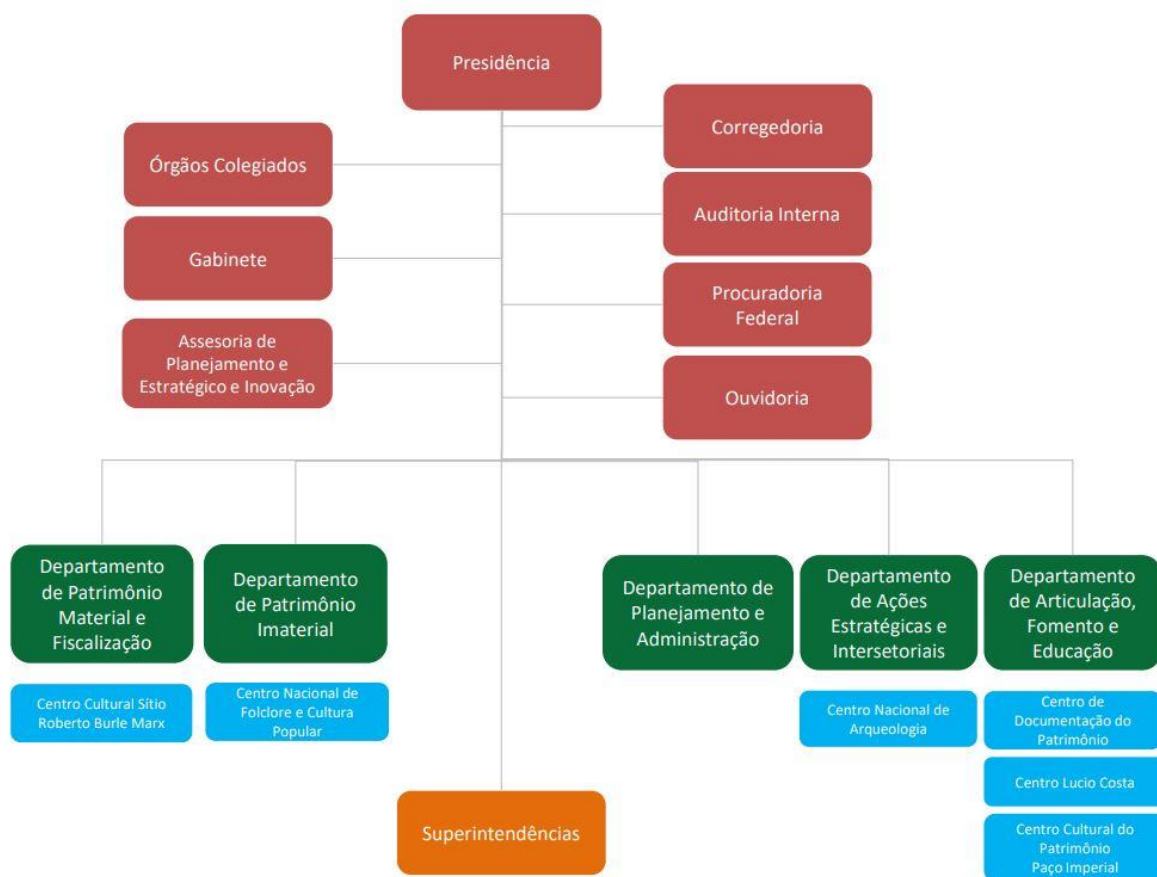 Presidência
Órgãos Colegiados
Gabinete
Assesoria de
Planejamento e
Estratégico e Inovação
Corregedoria
Auditoria Interna
Procuradoria
Federal
Ouvidoria
Departamento
de Patrimônio
Material e
Fiscalização
Departamento
de Patrimônio
Imaterial
Departamento de
Planejamento e
Administração
Departamento
de Ações
Estratégicas e
Intersetoriais
Departamento
de Articulação,
Fomento e
Educação
Centro Cultural Sítio
Roberto Burle Marx
Centro Nacional de
Folclore e Cultura
Popular
Centro Nacional de
Arqueologia
Centro de
Documentação do
Patrimônio
Centro Lucio Costa
Centro Cultural do
Patrimônio
Paço Imperial
Superintendências